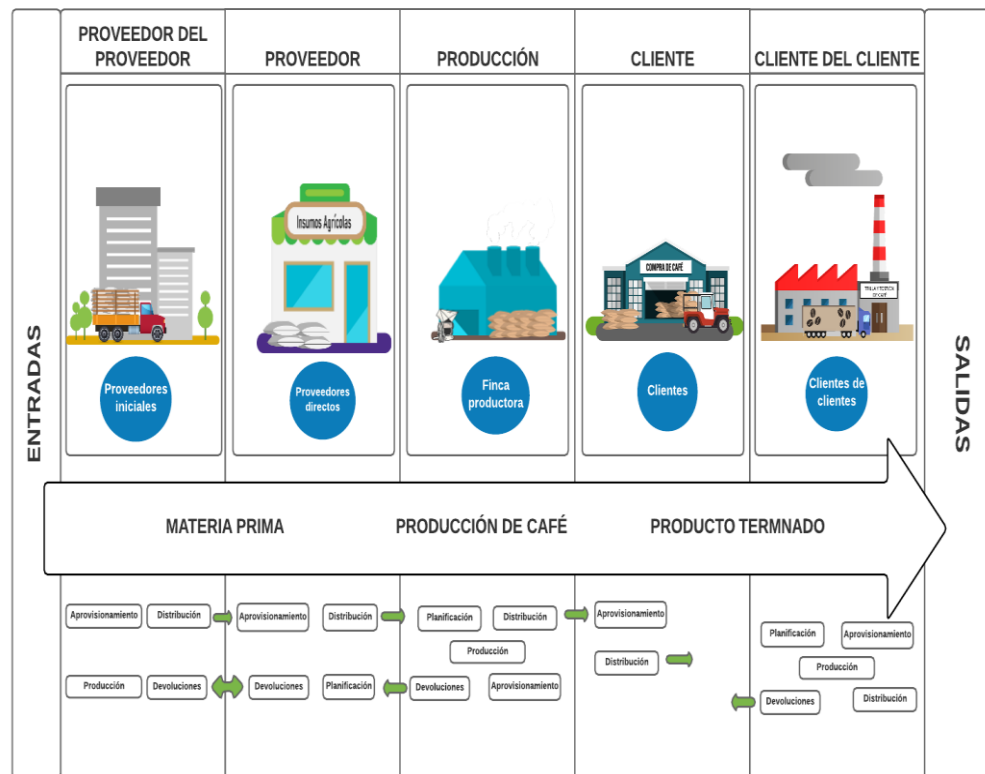 PROVEEDOR DEL
PROVEEDOR
PROVEEDOR
PRODUCCIÓN
CLIENTE
CLIENTE DEL CLIENTE
ENTRADAS
SALIDAS
Insumos Agrícolas
COMPRA DE CAFÉ
Proveedores
iniciales
Proveedores
directos
Finca
productora
Clientes
Clientes de
clientes
MATERIA PRIMA
PRODUCCIÓN DE CAFÉ
PRODUCTO TERMNADO
Aprovisionamiento
Distribución
Producción
Devoluciones
Aprovisionamiento
Distribución
Devoluciones
Planificación
Planificación
Distribución
Producción
Devoluciones
Aprovisionamiento
Aprovisionamiento
Distribución
Planificación
Aprovisionamiento
Producción
Devoluciones
Distribución